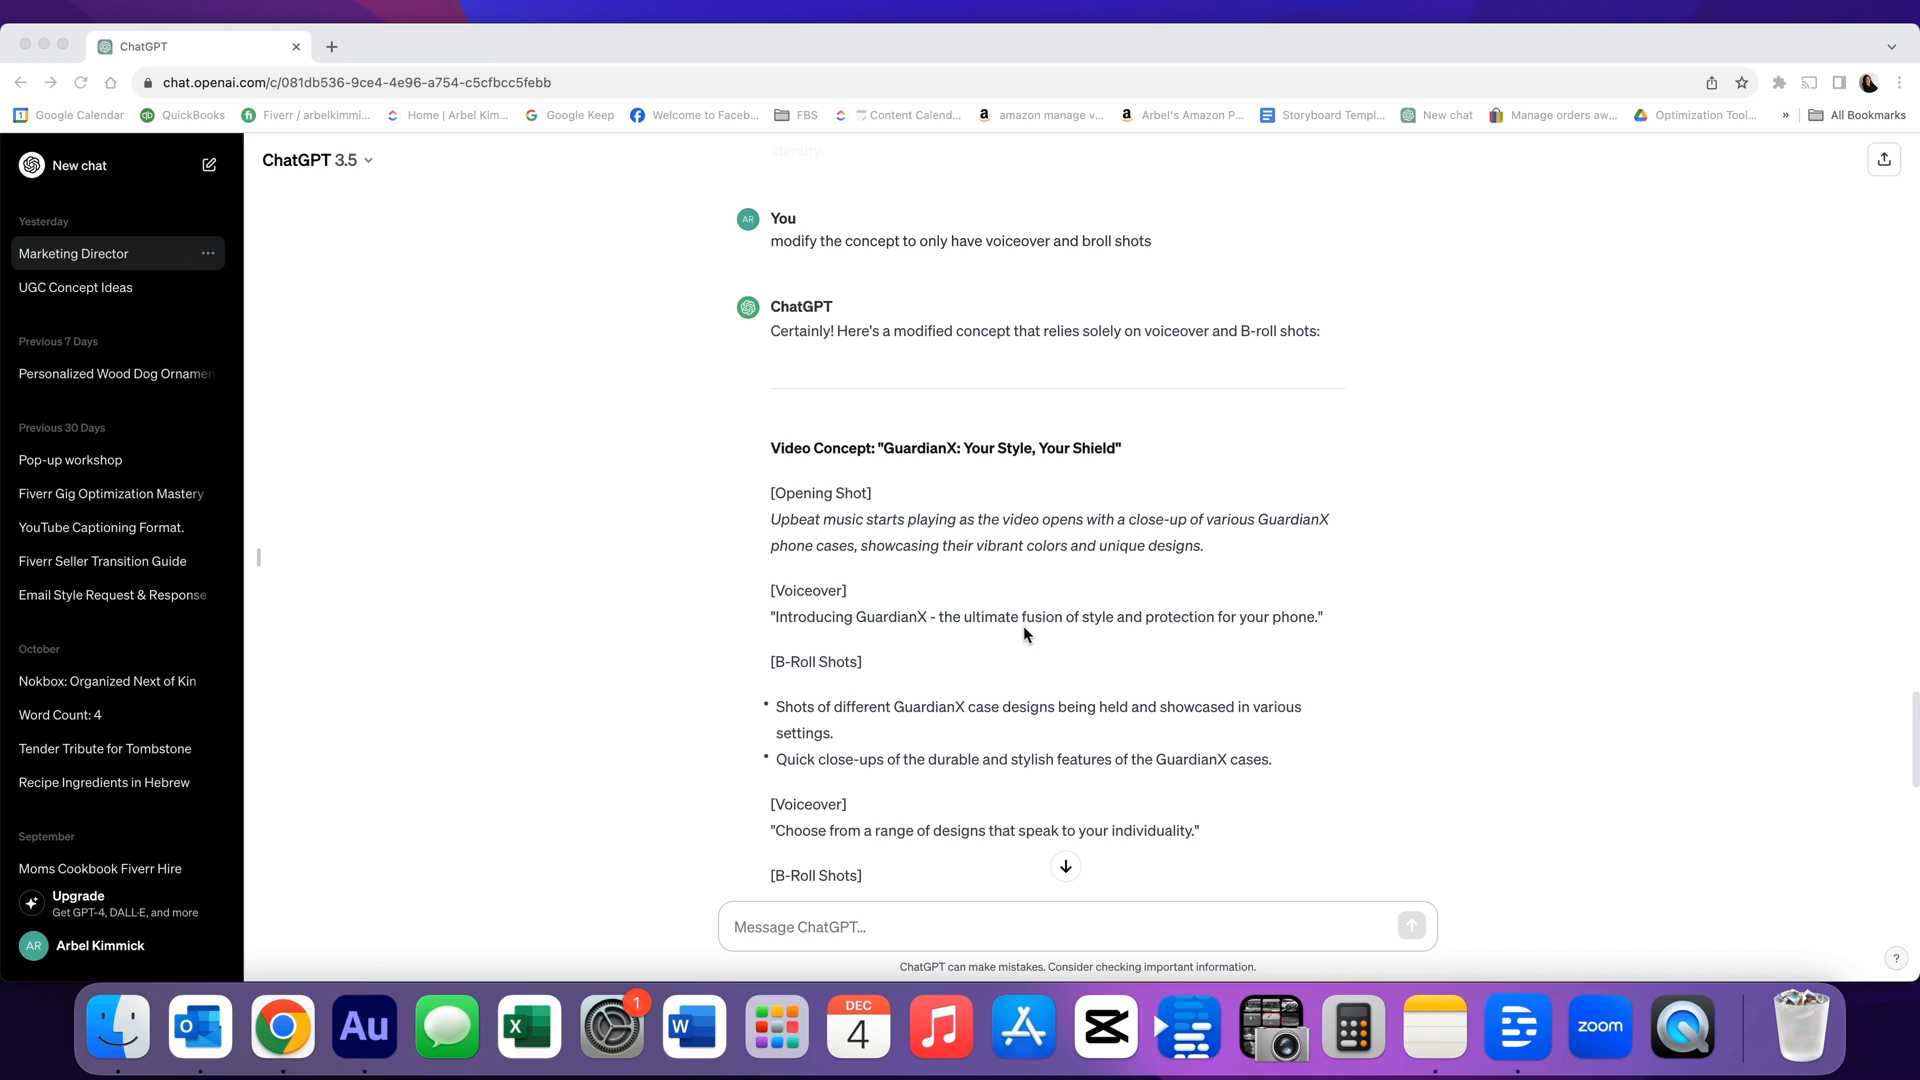 ChatGPT
chat.openai.com/c/081db536-9ce4-4e96-a754-c5cfbcc5febb
Google Calendar
QuickBooks
Fiverr / arbelkimmi...
Home | Arbel Kim...
Google Keep
Welcome to Faceb...
FBS
Content Calend...
amazon manage v...
Arbel's Amazon P...
Storyboard Templ...
New chat
Manage orders aw...
Optimization Tool...
»
All Bookmarks
New chat
Yesterday
Marketing Director
UGC Concept Ideas
Previous 7 Days
Personalized Wood Dog Ornamen
Previous 30 Days
Pop-up workshop
Fiverr Gig Optimization Mastery
YouTube Captioning Format.
Fiverr Seller Transition Guide
Email Style Request & Response
October
Nokbox: Organized Next of Kin
Word Count: 4
Tender Tribute for Tombstone
Recipe Ingredients in Hebrew
September
Moms Cookbook Fiverr Hire
Upgrade
Get GPT-4, DALL·E, and more
AR
Arbel Kimmick
ChatGPT 3.5
identity.
AR
You
modify the concept to only have voiceover and broll shots
ChatGPT
Certainly! Here's a modified concept that relies solely on voiceover and B-roll shots:
Video Concept: "GuardianX: Your Style, Your Shield"
[Opening Shot]
Upbeat music starts playing as the video opens with a close-up of various GuardianX
phone cases, showcasing their vibrant colors and unique designs.
[Voiceover]
"Introducing GuardianX - the ultimate fusion of style and protection for your phone."
[B-Roll Shots]
• Shots of different GuardianX case designs being held and showcased in various
settings.
• Quick close-ups of the durable and stylish features of the GuardianX cases.
[Voiceover]
"Choose from a range of designs that speak to your individuality."
[B-Roll Shots]
Message ChatGPT...
ChatGPT can make mistakes. Consider checking important information.
?
Au
1
DEC
4
zoom
O
X
W